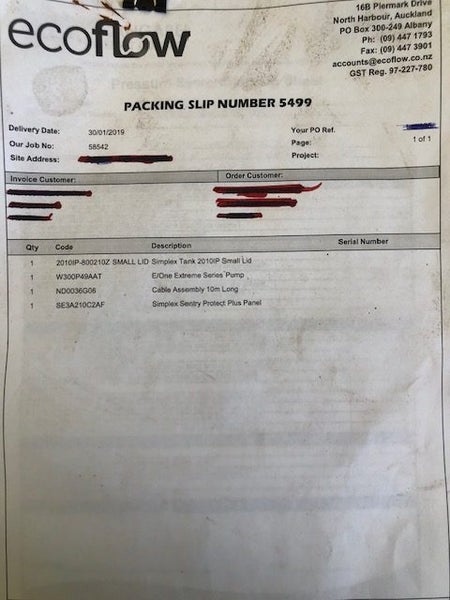 ecoflow
16B Piermark Drive
North Harbour, Auckland
PO Box 300-249 Albany
Ph: (09) 447 1793
Fax: (09) 447 3901
accounts@ecoflow.co.nz
GST Reg. 97-227-780
PACKING SLIP NUMBER 5499
Delivery Date: 30/01/2019 Your PO Ref.
Our Job No: 58542 Page: 1 of 1
Site Address: Project:
Invoice Customer: Order Customer:
Qty Code Description Serial Number
1 2010IP-800210Z SMALL LID Simplex Tank 2010IP Small Lid
1 W300P49AAT E/One Extreme Series Pump
1 ND0036G06 Cable Assembly 10m Long
1 SE3A210C2AF Simplex Sentry Protect Plus Panel